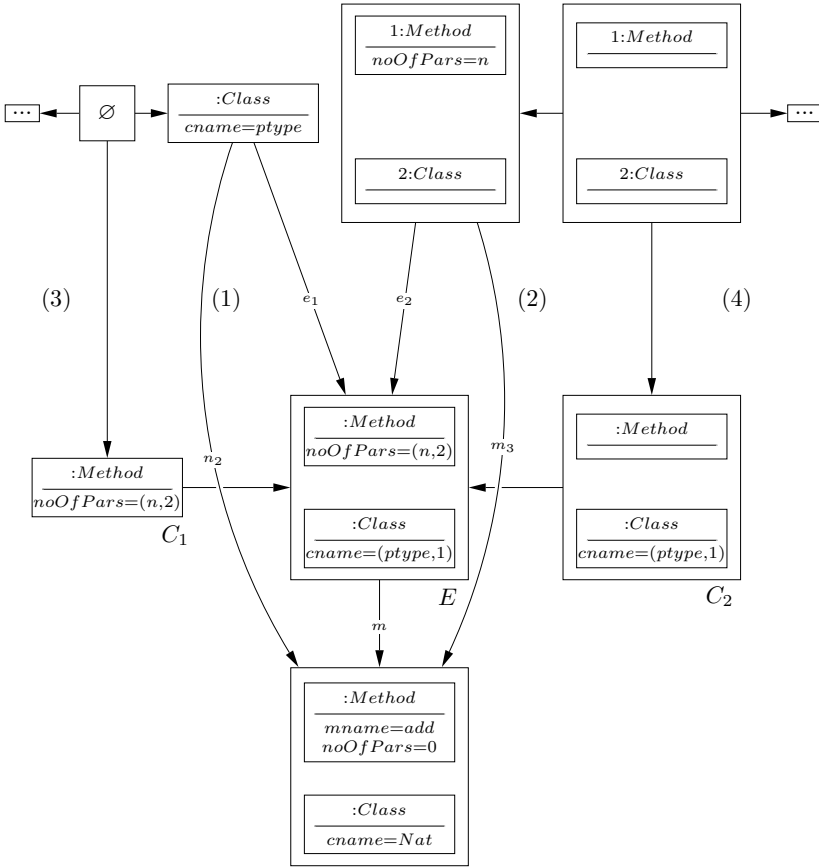 1:Method
noOfPars=n
2:Class
1:Method
2:Class
...
∅
:Class
cname=ptype
...
(3)
(1)
e1
e2
(2)
(4)
n2
m3
:Method
noOfPars=(n,2)
C1
:Method
noOfPars=(n,2)
:Class
cname=(ptype,1)
E
:Method
:Class
cname=(ptype,1)
C2
m
:Method
mname=add
noOfPars=0
:Class
cname=Nat